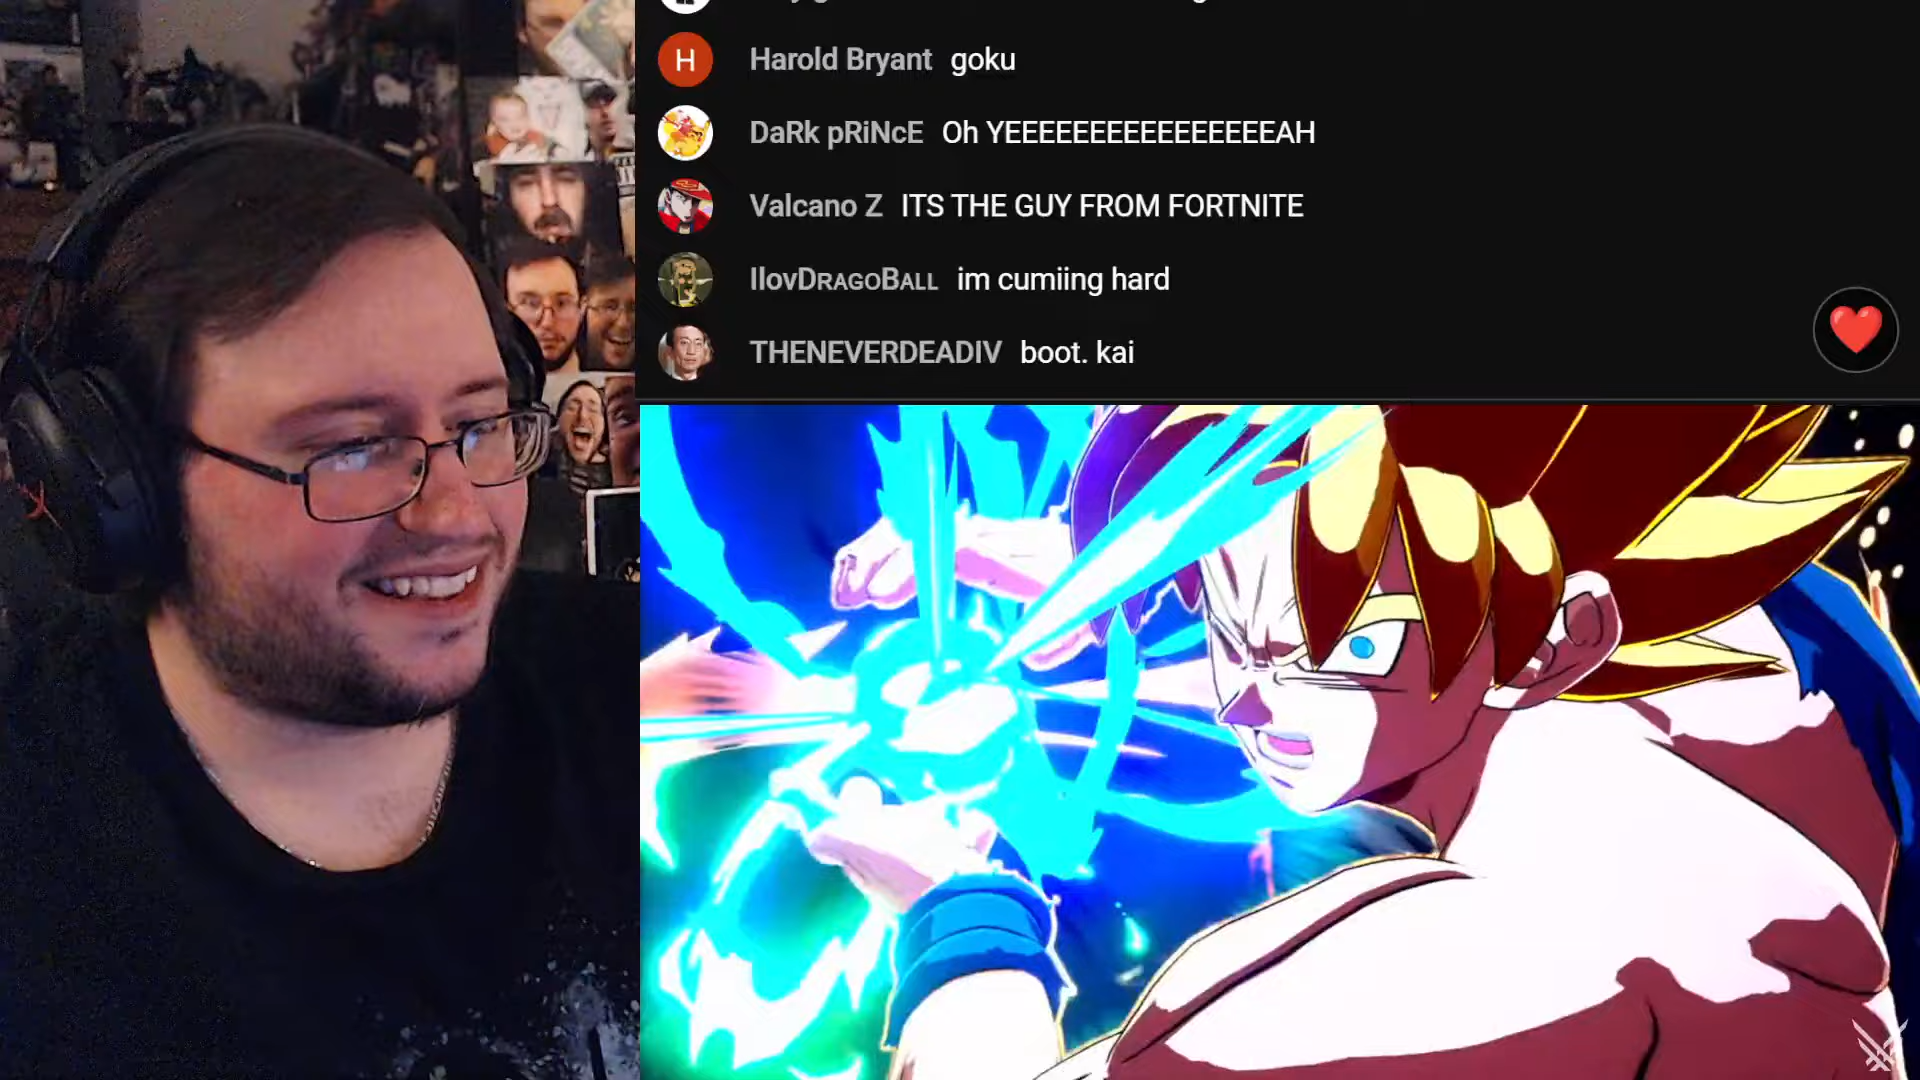 Harold Bryant goku
DaRk pRiNcE Oh YEEEEEEEEEEEEEEEEAH
Valcano Z ITS THE GUY FROM FORTNITE
IlovDRAGOBALL im cumiing hard
THENEVERDEADIV boot. kai